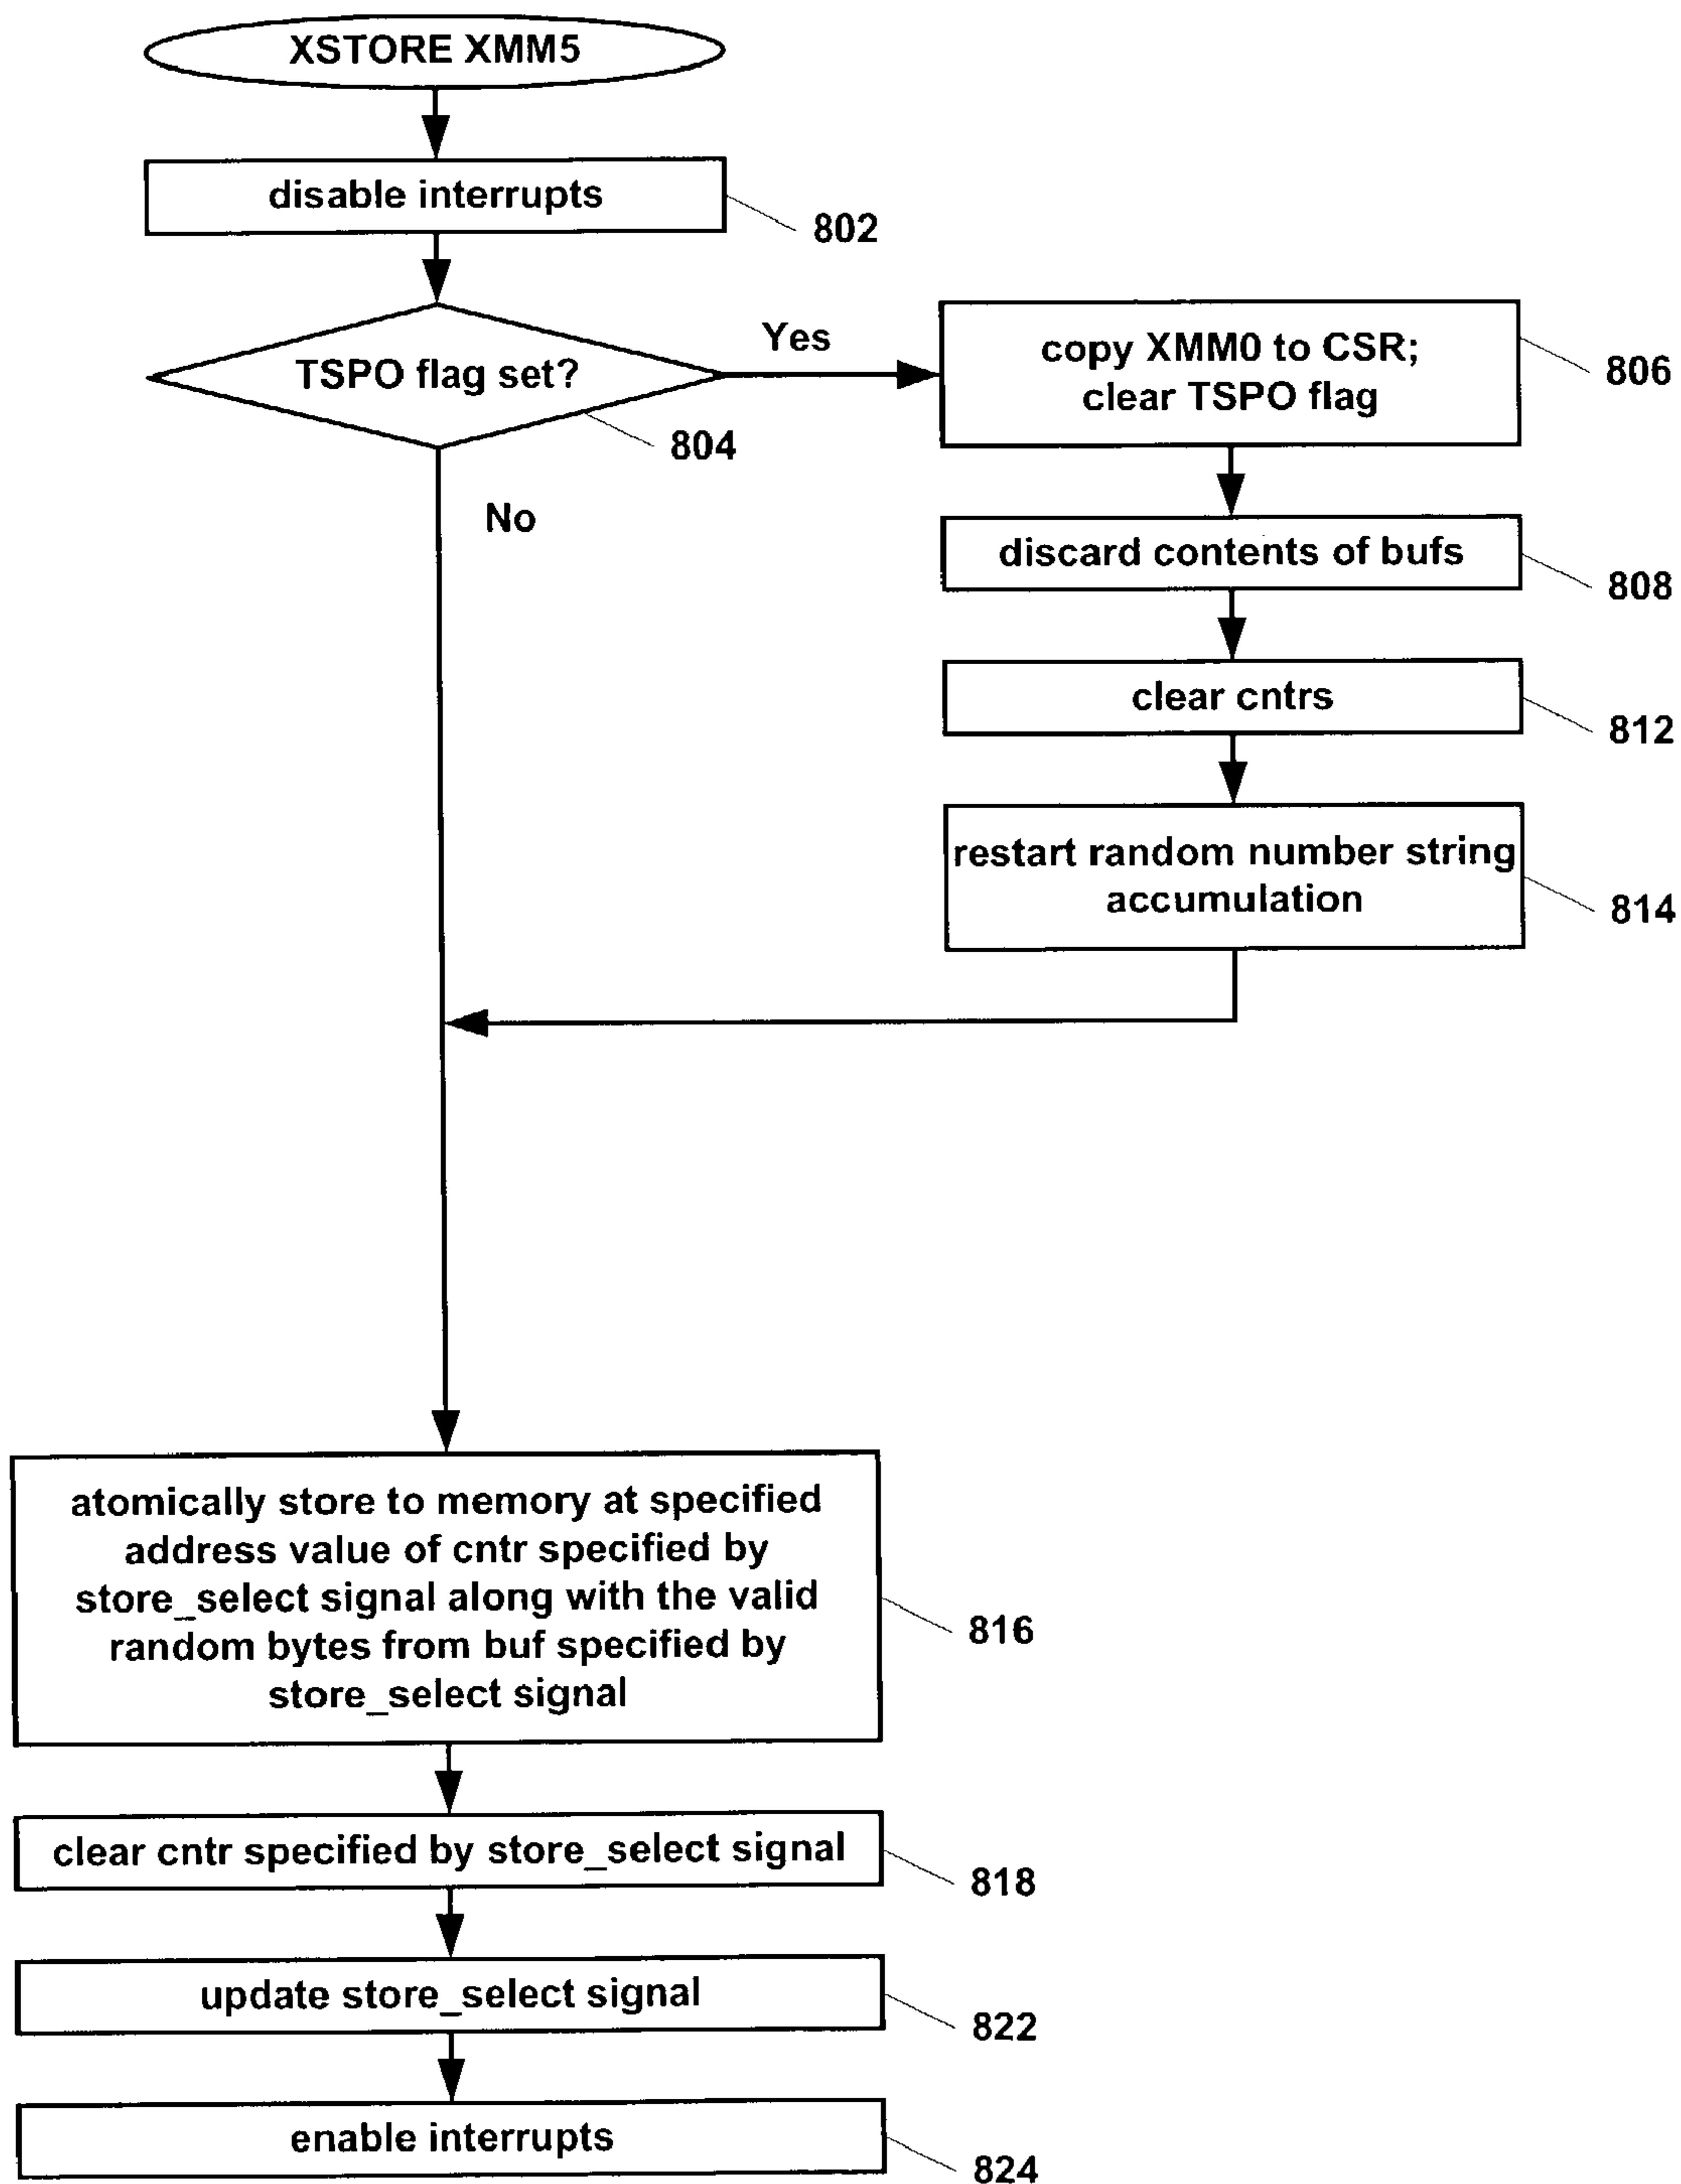 XSTORE XMM5
disable interrupts
802
TSPO flag set?
804
Yes
No
copy XMM0 to CSR;
clear TSPO flag
806
discard contents of bufs
808
clear cntrs
812
restart random number string
accumulation
814
atomically store to memory at specified
address value of cntr specified by
store_select signal along with the valid
random bytes from buf specified by
store_select signal
816
clear cntr specified by store_select signal
818
update store_select signal
822
enable interrupts
824